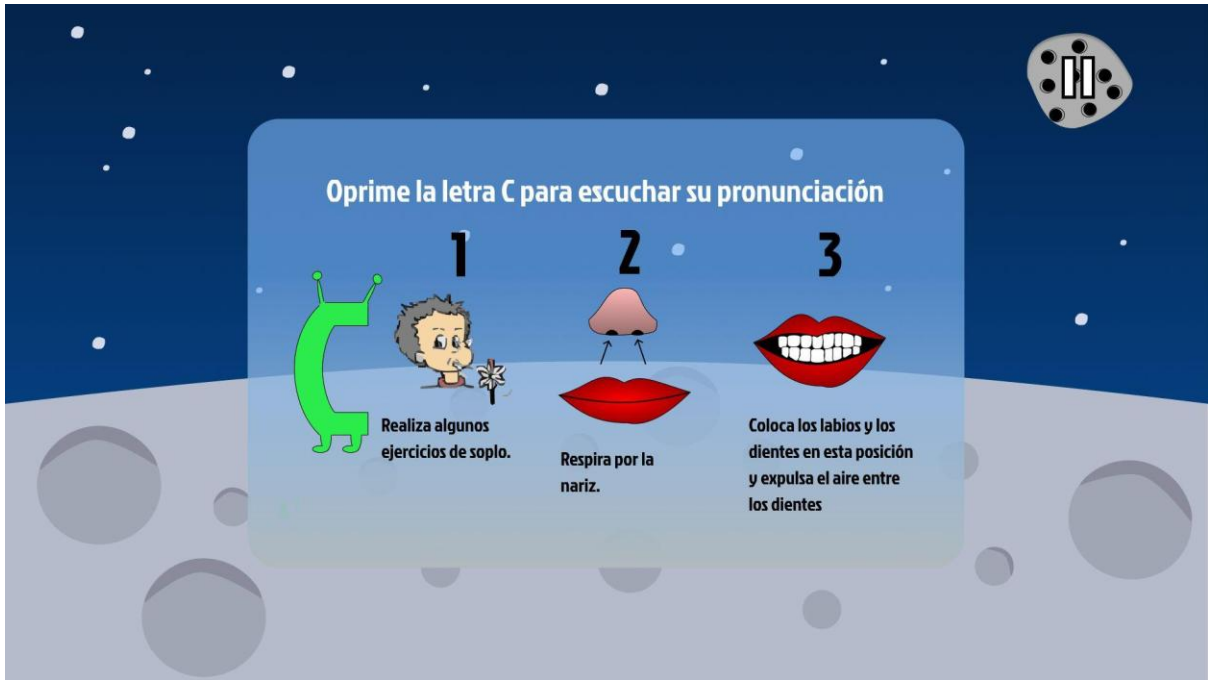 Oprime la letra C para escuchar su pronunciación
1
Realiza algunos
ejercicios de soplo.
2
Respira por la
nariz.
3
Coloca los labios y los
dientes en esta posición
y expulsa el aire entre
los dientes